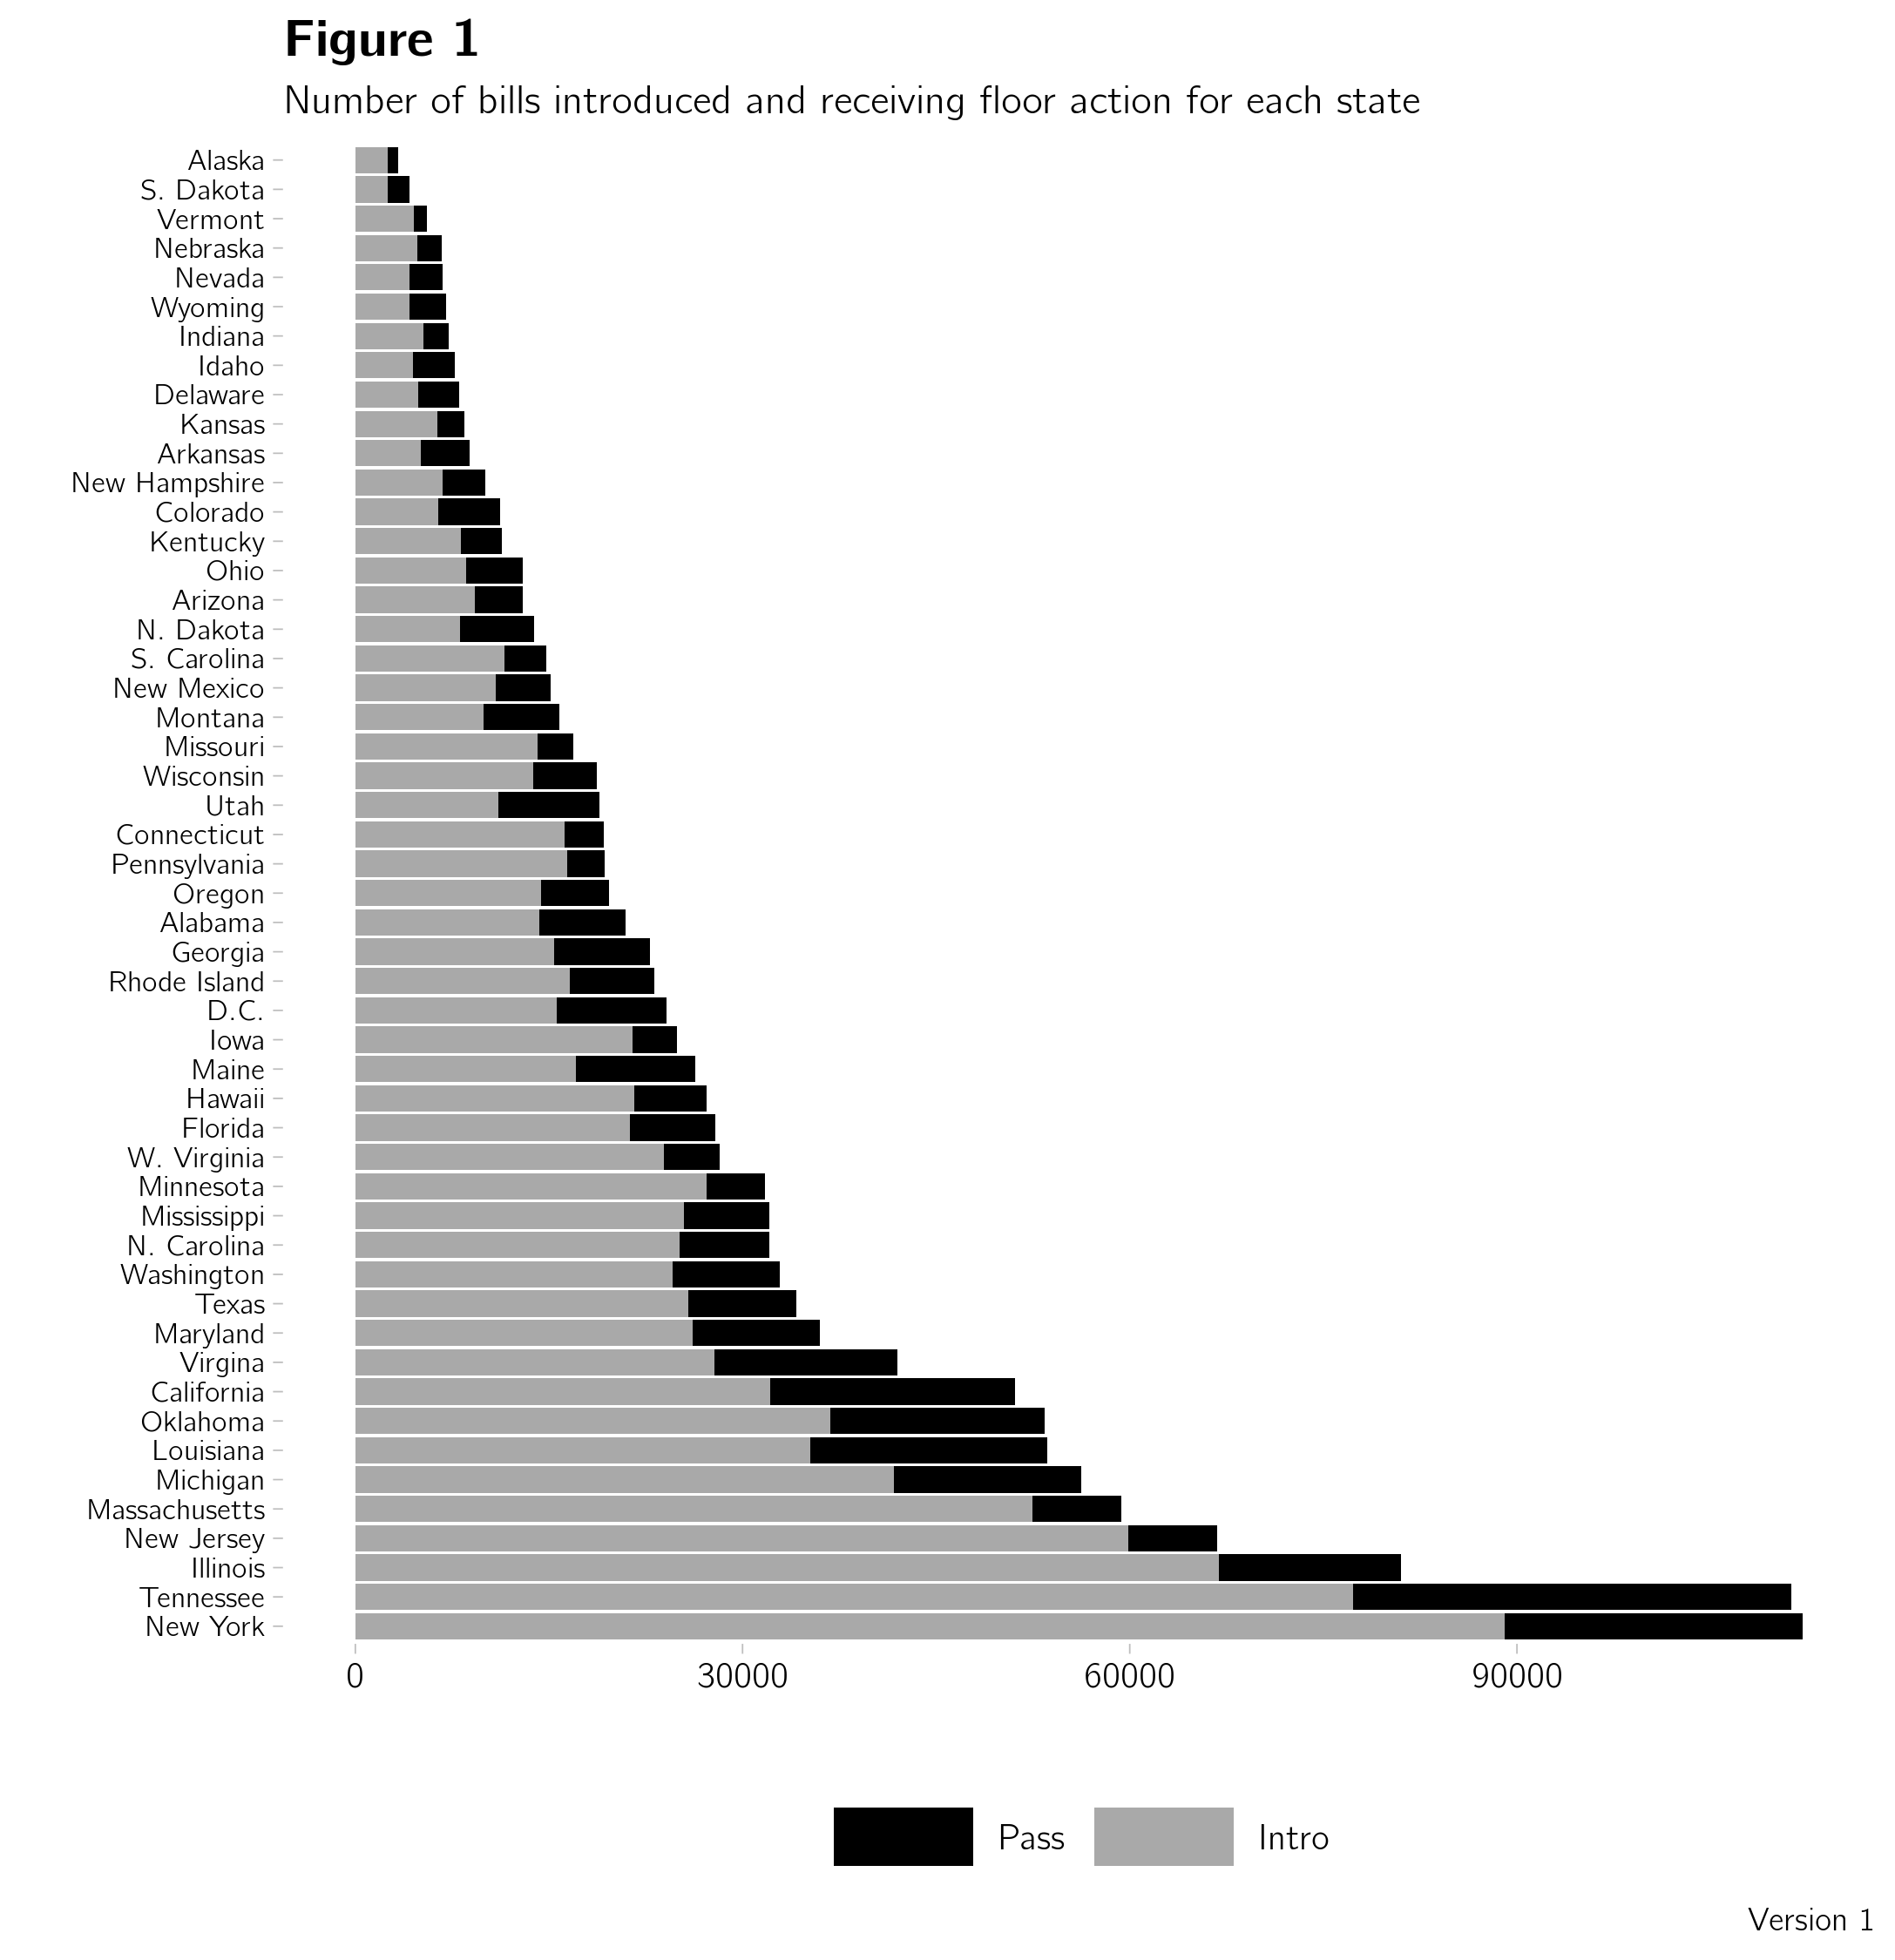 Figure 1
Number of bills introduced and receiving floor action for each state
Alaska
S. Dakota
Vermont
Nebraska
Nevada
Wyoming
Indiana
Idaho
Delaware
Kansas
Arkansas
New Hampshire
Colorado
Kentucky
Ohio
Arizona
N. Dakota
S. Carolina
New Mexico
Montana
Missouri
Wisconsin
Utah
Connecticut
Pennsylvania
Oregon
Alabama
Georgia
Rhode Island
D.C.
Iowa
Maine
Hawaii
Florida
W. Virginia
Minnesota
Mississippi
N. Carolina
Washington
Texas
Maryland
Virgina
California
Oklahoma
Louisiana
Michigan
Massachusetts
New Jersey
Illinois
Tennessee
New York
0 30000 60000 90000
Pass Intro
Version 1